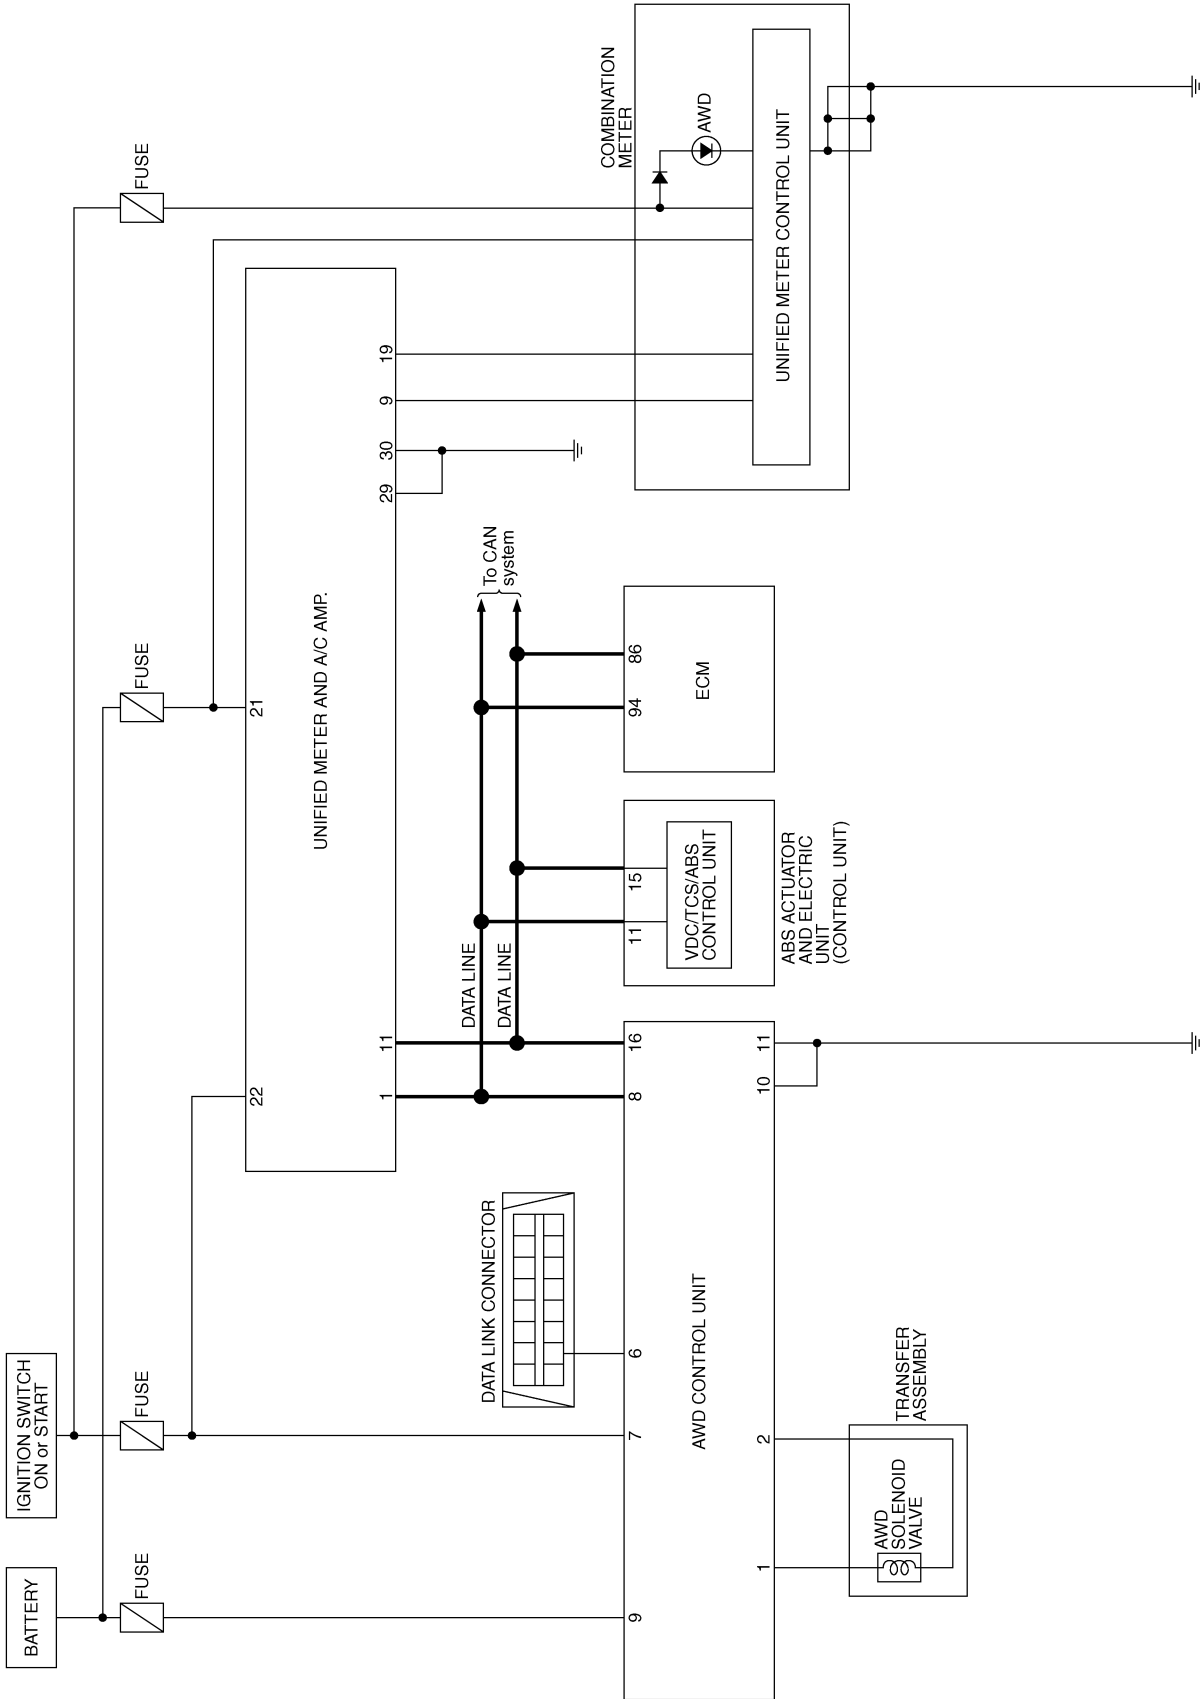 BATTERY
IGNITION SWITCH
ON or START
FUSE
FUSE
FUSE
FUSE
22
21
UNIFIED METER AND A/C AMP.
1
11
29
30
9
19
DATA LINE
DATA LINE
To CAN
system
DATA LINK CONNECTOR
COMBINATION
METER
AWD
UNIFIED METER CONTROL UNIT
9
7
6
8
16
AWD CONTROL UNIT
1
2
10
11
11
15
VDC/TCS/ABS
CONTROL UNIT
ABS ACTUATOR
AND ELECTRIC
UNIT
(CONTROL UNIT)
94
86
ECM
AWD
SOLENOID
VALVE
TRANSFER
ASSEMBLY